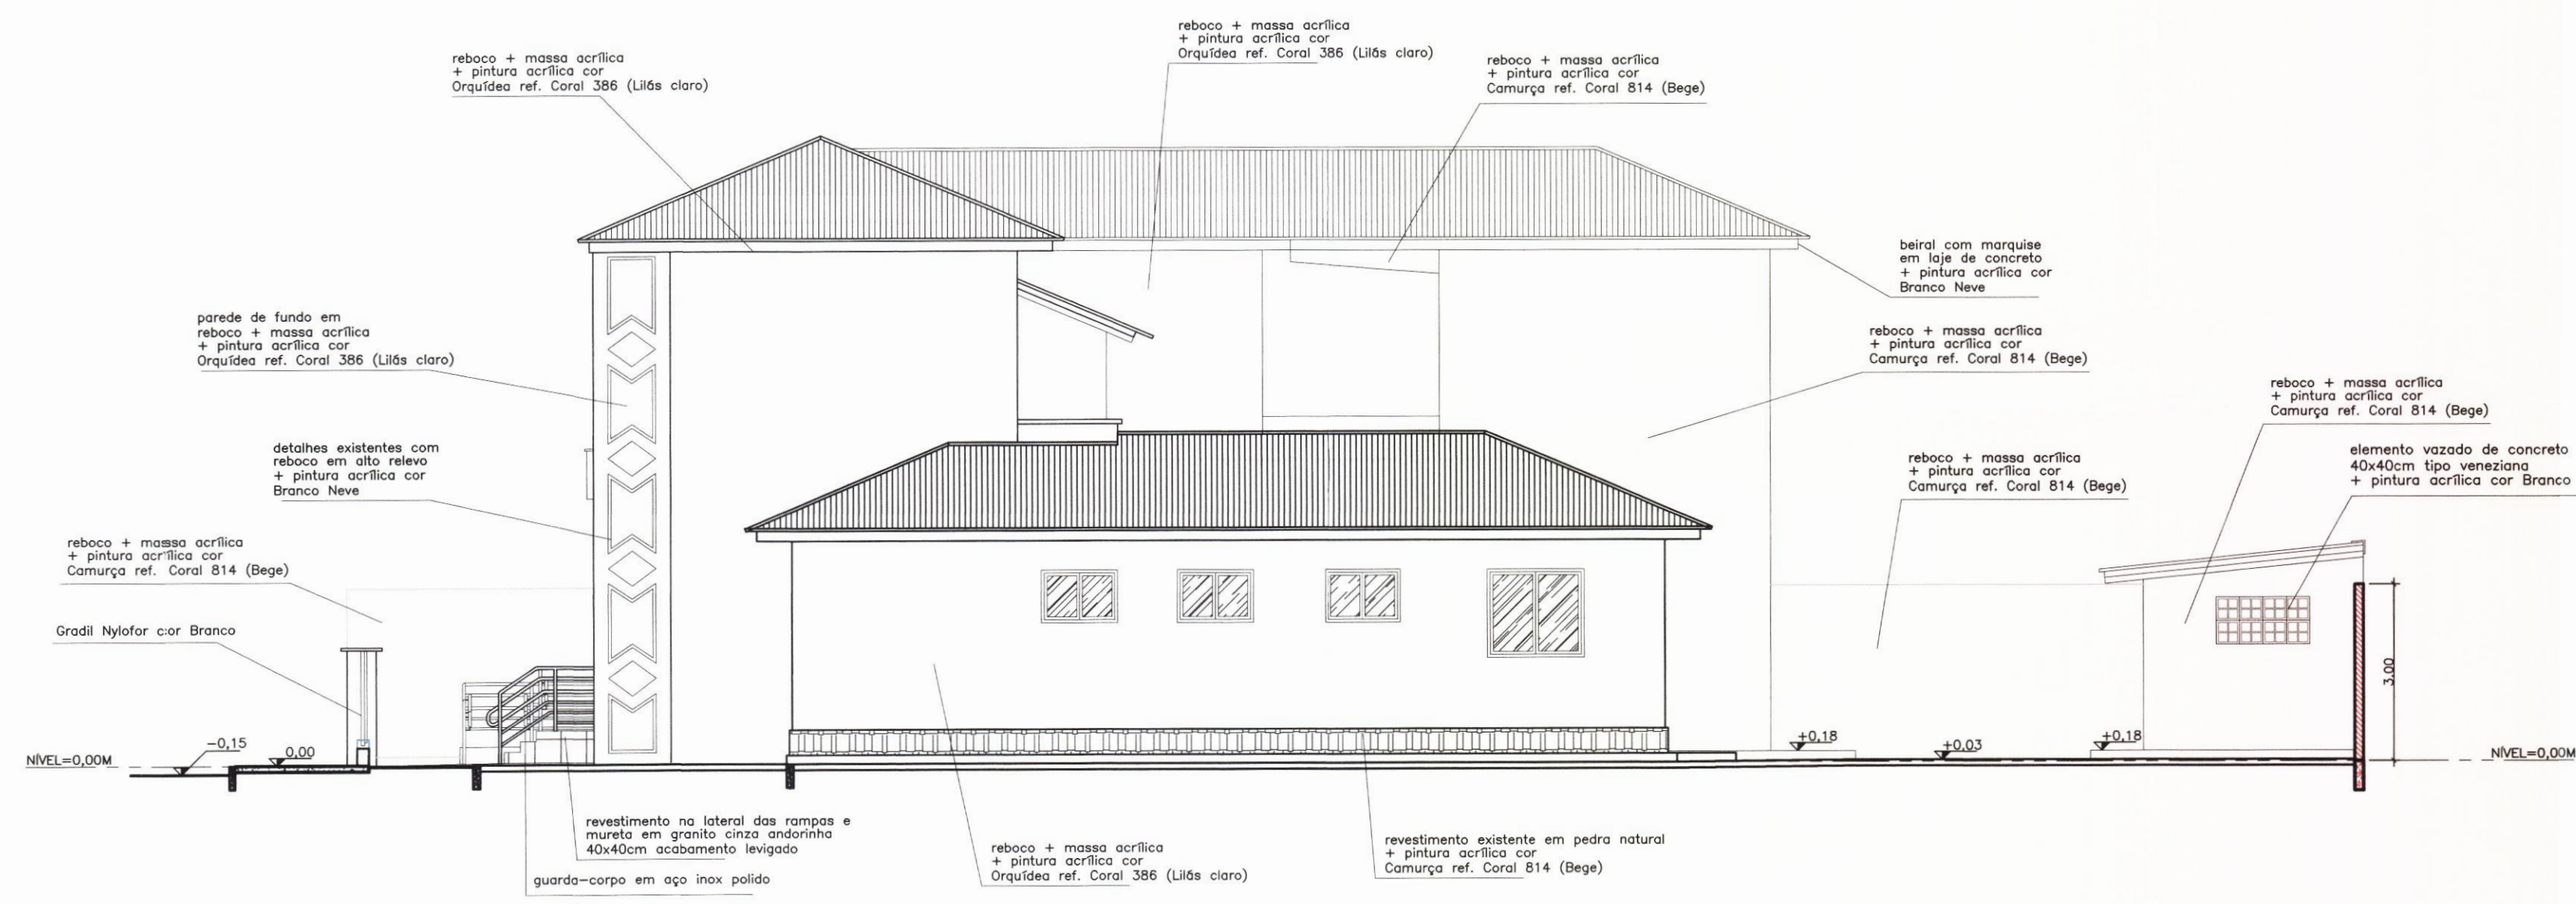 reboco + massa acrílica
+ pintura acrílica cor
Orquídea ref. Coral 386 (Lilás claro)
reboco + massa acrílica
+ pintura acrílica cor
Orquídea ref. Coral 386 (Lilás claro)
reboco + massa acrílica
+ pintura acrílica cor
Camurça ref. Coral 814 (Bege)
beiral com marquise
em laje de concreto
+ pintura acrílica cor
Branco Neve
parede de fundo em
reboco + massa acrílica
+ pintura acrílica cor
Orquídea ref. Coral 386 (Lilás claro)
reboco + massa acrílica
+ pintura acrílica cor
Camurça ref. Coral 814 (Bege)
reboco + massa acrílica
+ pintura acrílica cor
Camurça ref. Coral 814 (Bege)
detalhes existentes com
reboco em alto relevo
+ pintura acrílica cor
Branco Neve
reboco + massa acrílica
+ pintura acrílica cor
Camurça ref. Coral 814 (Bege)
elemento vazado de concreto
40x40cm tipo veneziana
+ pintura acrílica cor Branco
reboco + massa acrílica
+ pintura acrílica cor
Camurça ref. Coral 814 (Bege)
Gradil Nylofor cor Branco
3,00
NÍVEL=0,00M
-0,15
0,00
+0,18
+0,03
+0,18
NÍVEL=0,00M
revestimento na lateral das rampas e
mureta em granito cinza andorinha
40x40cm acabamento levigado
guarda-corpo em aço inox polido
reboco + massa acrílica
+ pintura acrílica cor
Orquídea ref. Coral 386 (Lilás claro)
revestimento existente em pedra natural
+ pintura acrílica cor
Camurça ref. Coral 814 (Bege)